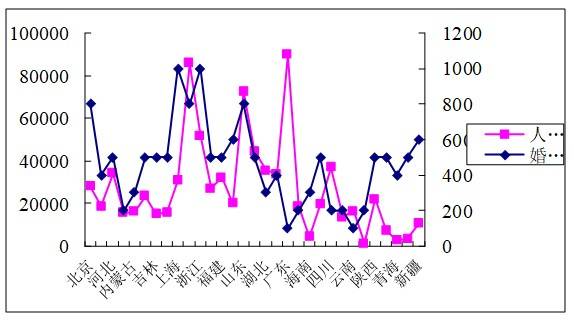 100000
80000
60000
40000
20000
0
1200
1000
800
600
400
200
0
人…
婚…
北京
河北
内蒙古
吉林
上海
浙江
福建
山东
湖北
广东
海南
四川
云南
陕西
青海
新疆